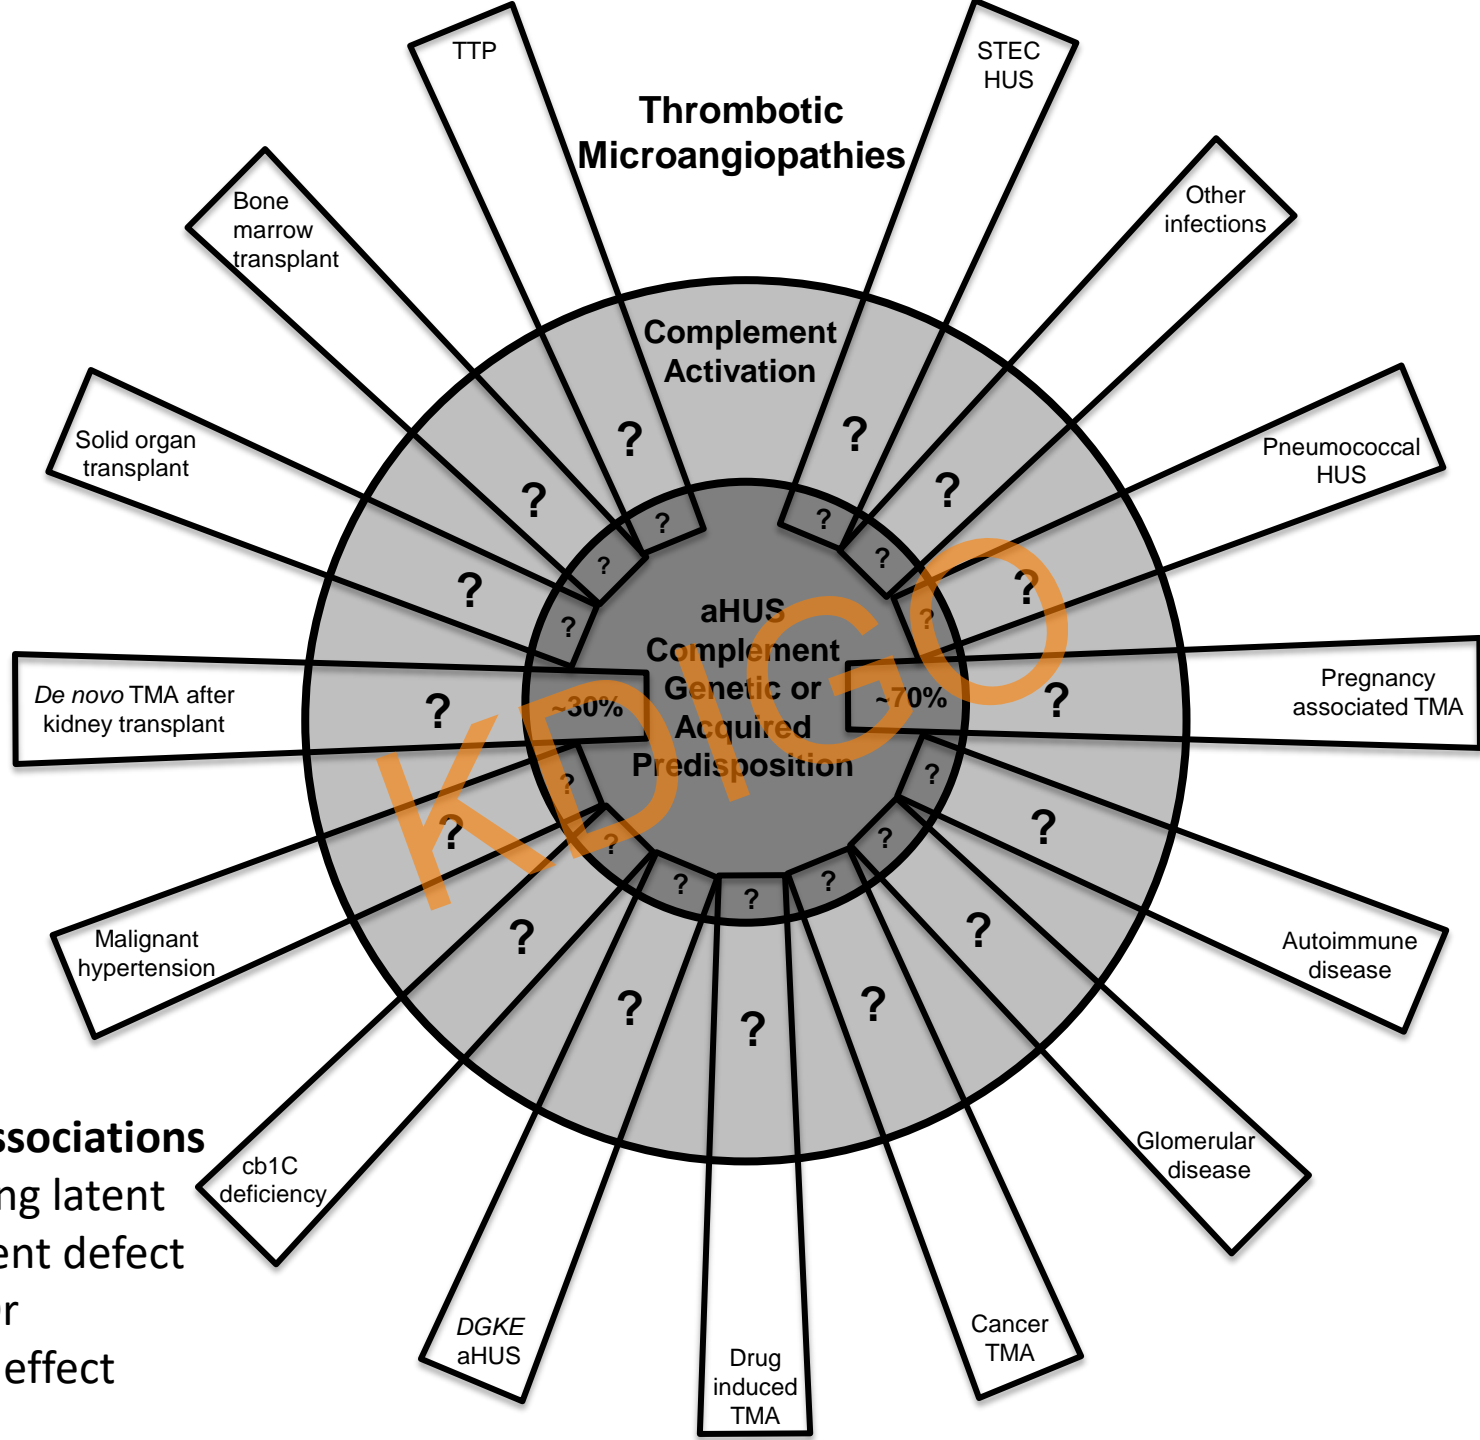 TTP
STEC
HUS
Thrombotic
Microangiopathies
Other
infections
Bone
marrow
transplant
Complement
Activation
Solid organ
transplant
Pneumococcal
HUS
?
?
?
?
?
?
?
?
?
?
?
?
aHUS
Complement
Genetic or
Acquired
Predisposition
KDIGO
De novo TMA after
kidney transplant
?
~30%
~70%
?
Pregnancy
associated TMA
?
?
?
?
?
?
?
?
?
?
?
?
?
?
Malignant
hypertension
Autoimmune
disease
Glomerular
disease
cb1C
deficiency
DGKE
aHUS
Drug
induced
TMA
Cancer
TMA
ssociations
ng latent
ent defect
r
effect